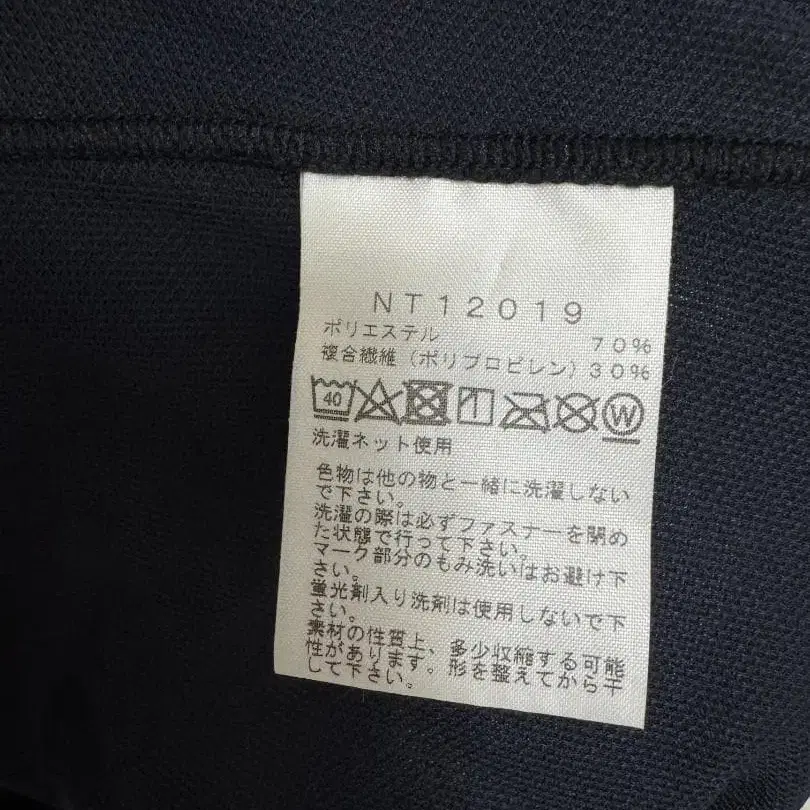 NT12019
ポリエステル 70%
複合繊維（ポリプロピレン）30%
40 W
洗濯ネット使用
色物は他の物と一緒に洗濯しない
で下さい。
洗濯の際は必ずファスナーを閉め
た状態で行って下さい。
マーク部分のもみ洗いはお避け下
さい。
蛍光剤入り洗剤は使用しないで下
さい。
素材の性質上、多少収縮する可能
性があります。形を整えてから干
して下さい。